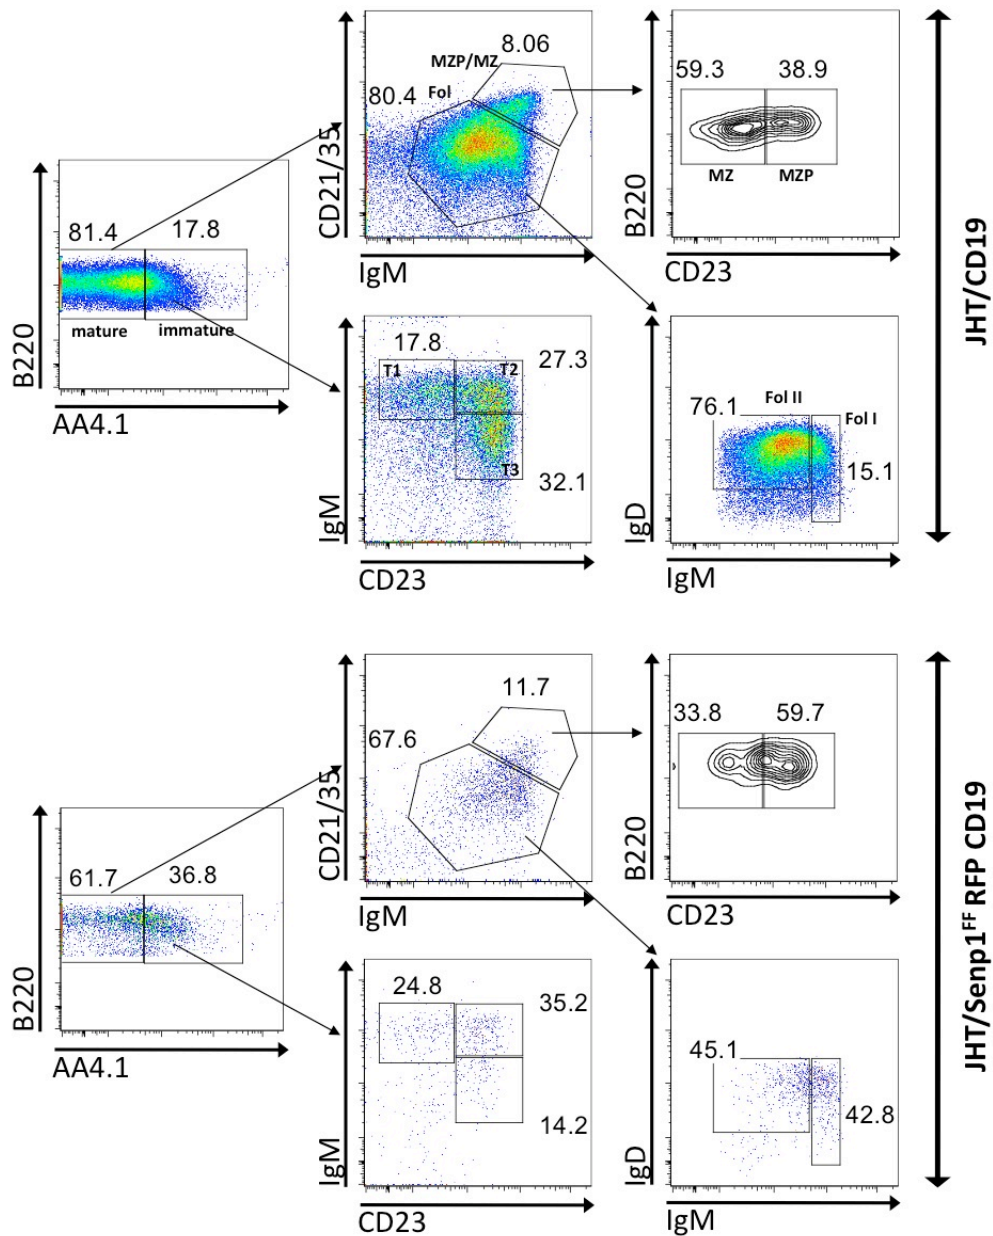 8.06
MZP/MZ
80.4
Fol
CD21/35
IgM
59.3
38.9
MZ
MZP
B220
CD23
81.4
17.8
mature
immature
B220
AA4.1
17.8
27.3
T1
T2
T3
32.1
IgM
CD23
Fol II
76.1
Fol I
15.1
IgD
IgM
JHT/CD19
11.7
67.6
CD21/35
IgM
33.8
59.7
B220
CD23
61.7
36.8
B220
AA4.1
24.8
35.2
14.2
IgM
CD23
45.1
42.8
IgD
IgM
JHT/Senp1FF RFP CD19